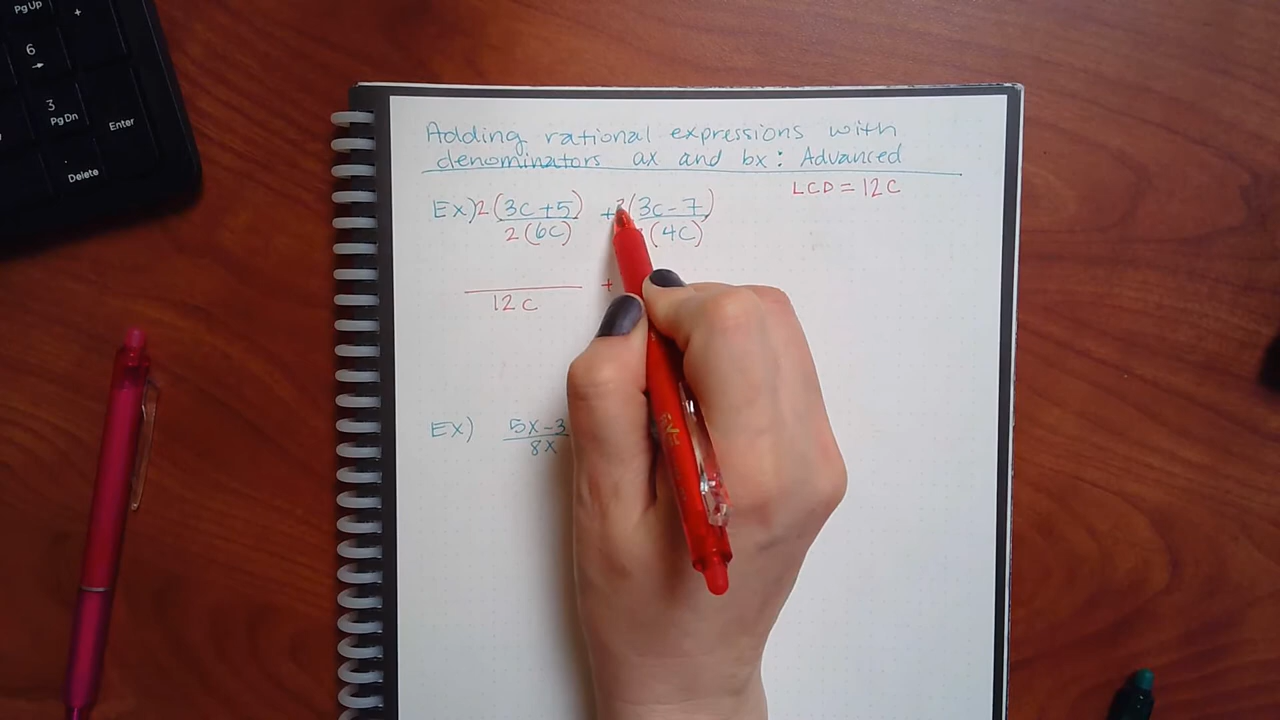 PgUp
+
6
→
3
PgDn
Enter
.
Delete
Adding rational expressions with
denominators ax and bx: Advanced
LCD = 12C
Ex) 2(3c+5) + 3(3c-7)
2(6c) (4c)
+
12c
Ex) 5x-3
8x